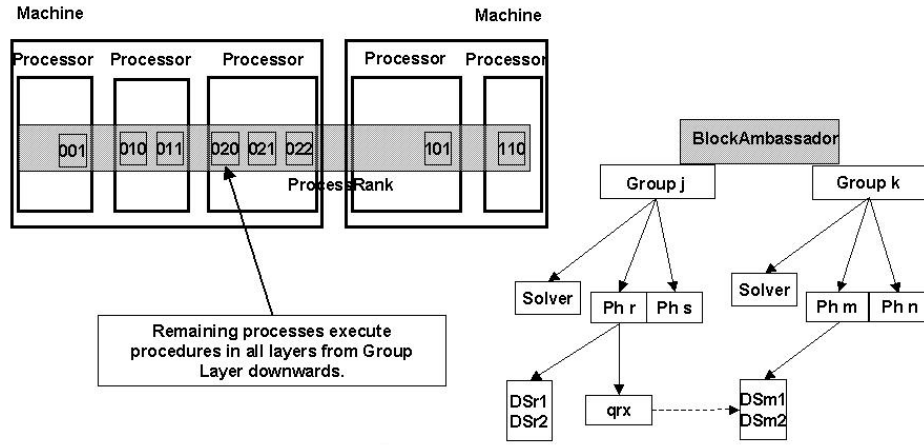 Machine
Machine
Processor Processor Processor Processor Processor
001 010 011 020 021 022 101 110
ProcessRank
BlockAmbassador
Group j Group k
Solver Solver
Ph r Ph s Ph m Ph n
Remaining processes execute
procedures in all layers from Group
Layer downwards.
DSr1
DSr2
qrx
DSm1
DSm2